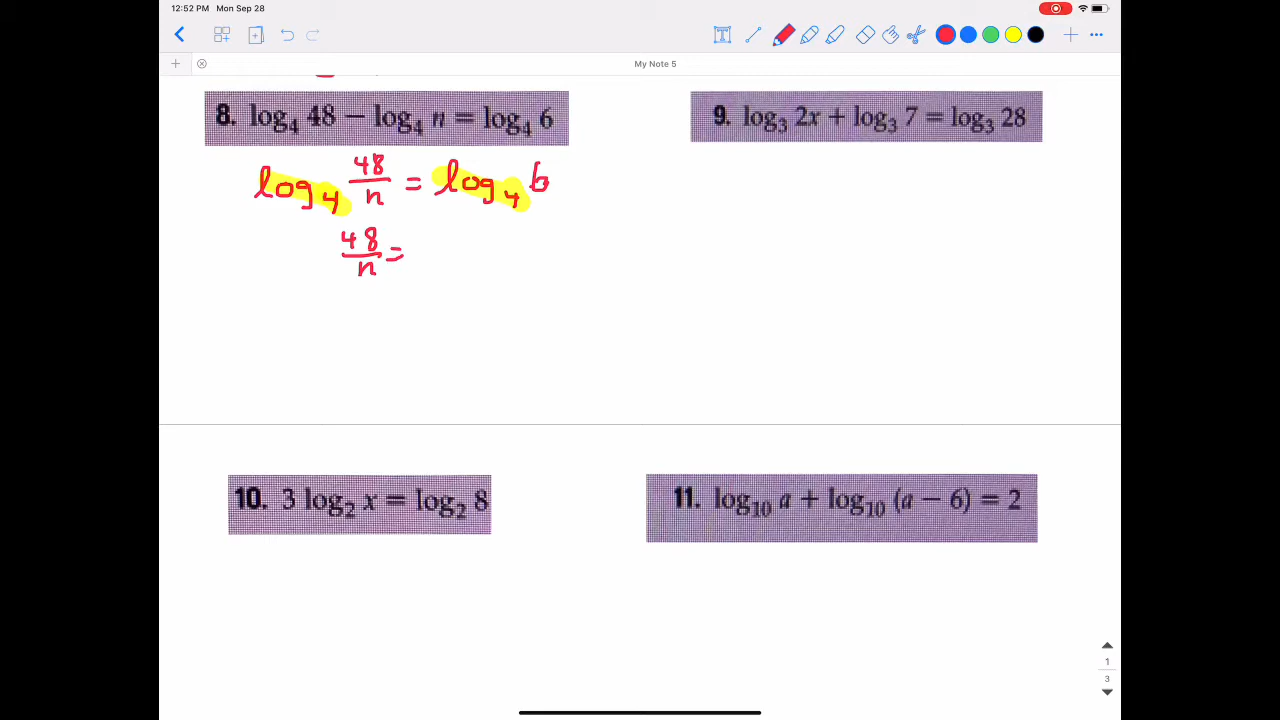 12:52 PM Mon Sep 28
My Note 5
8. log₄ 48 − log₄ n = log₄ 6
9. log₃ 2x + log₃ 7 = log₃ 28
log₄ 48/n = log₄ 6
48/n =
10. 3 log₂ x = log₂ 8
11. log₁₀ a + log₁₀ (a − 6) = 2
1
3